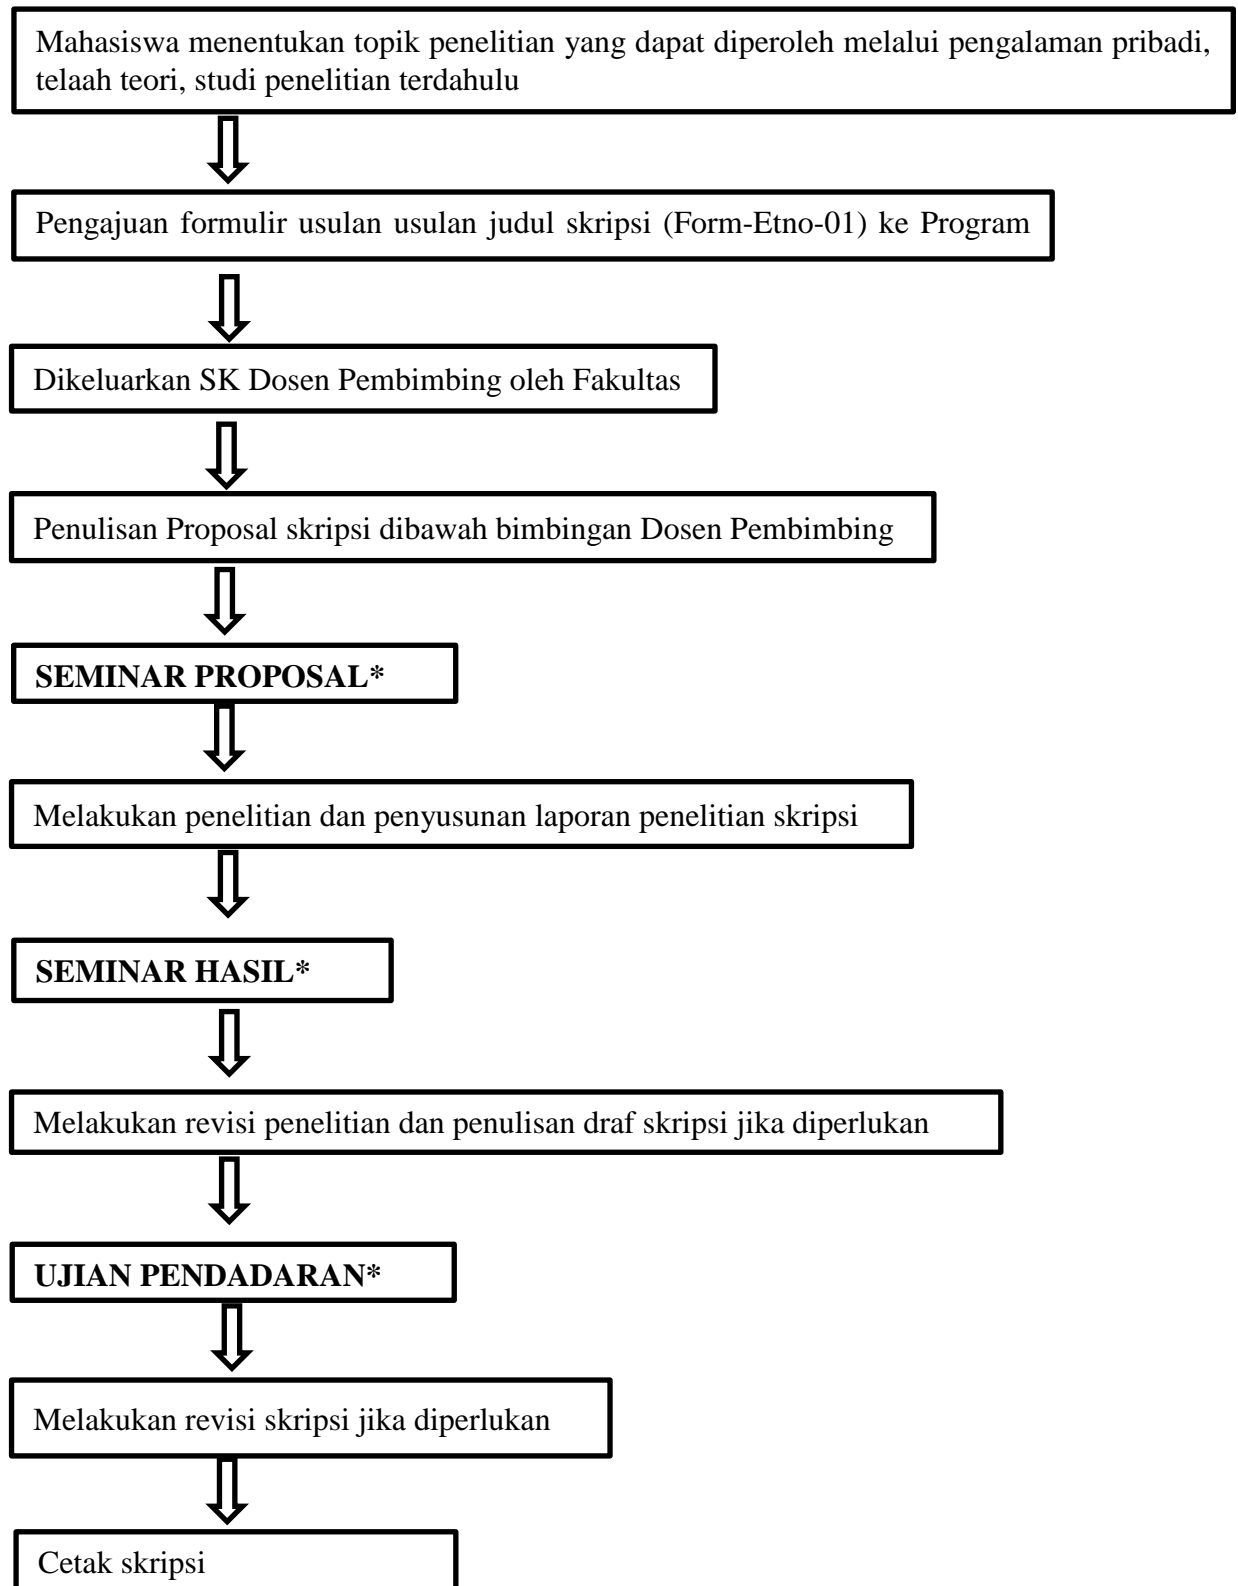 Mahasiswa menentukan topik penelitian yang dapat diperoleh melalui pengalaman pribadi,
telaah teori, studi penelitian terdahulu
Pengajuan formulir usulan usulan judul skripsi (Form-Etno-01) ke Program
Dikeluarkan SK Dosen Pembimbing oleh Fakultas
Penulisan Proposal skripsi dibawah bimbingan Dosen Pembimbing
SEMINAR PROPOSAL*
Melakukan penelitian dan penyusunan laporan penelitian skripsi
SEMINAR HASIL*
Melakukan revisi penelitian dan penulisan draf skripsi jika diperlukan
UJIAN PENDADARAN*
Melakukan revisi skripsi jika diperlukan
Cetak skripsi